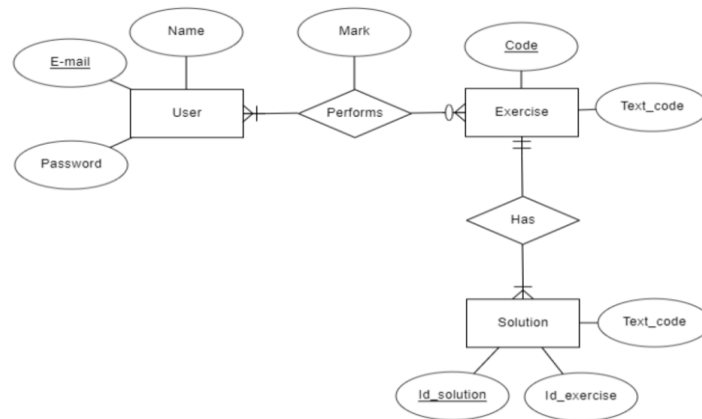 Name
Mark
Code
E-mail
Text_code
User
Performs
Exercise
Password
Has
Solution
Text_code
Id_solution
Id_exercise